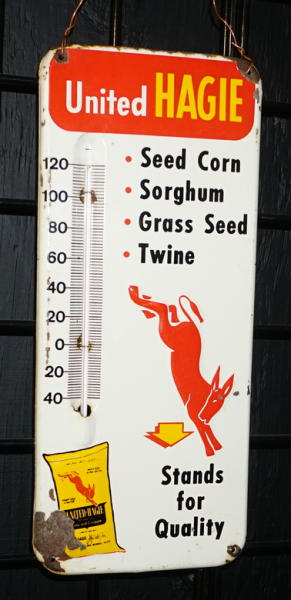 United HAGIE
• Seed Corn
• Sorghum
• Grass Seed
• Twine
120
100
80
60
40
20
0
20
40
Stands
for
Quality
UNITED-HAGIE